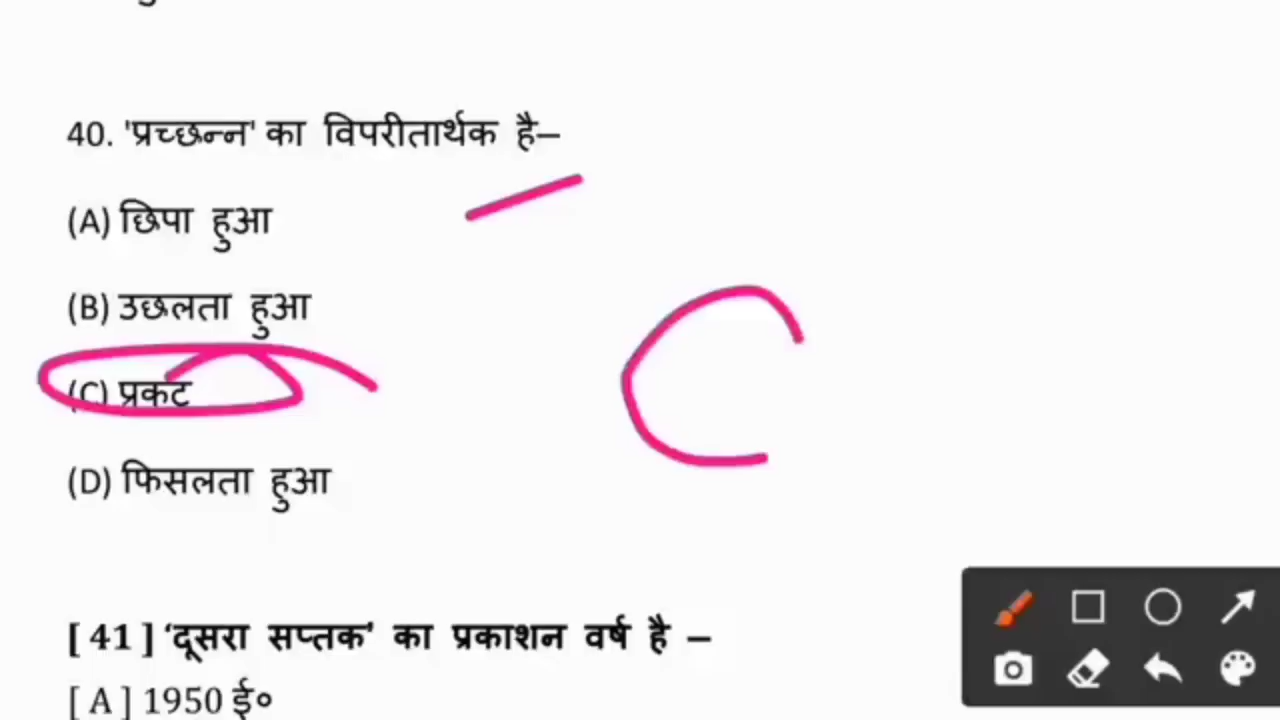 40. 'प्रच्छन्न' का विपरीतार्थक है–
(A) छिपा हुआ
(B) उछलता हुआ
(C) प्रकट
C
(D) फिसलता हुआ
[ 41 ] ‘दूसरा सप्तक’ का प्रकाशन वर्ष है –
[ A ] 1950 ई०